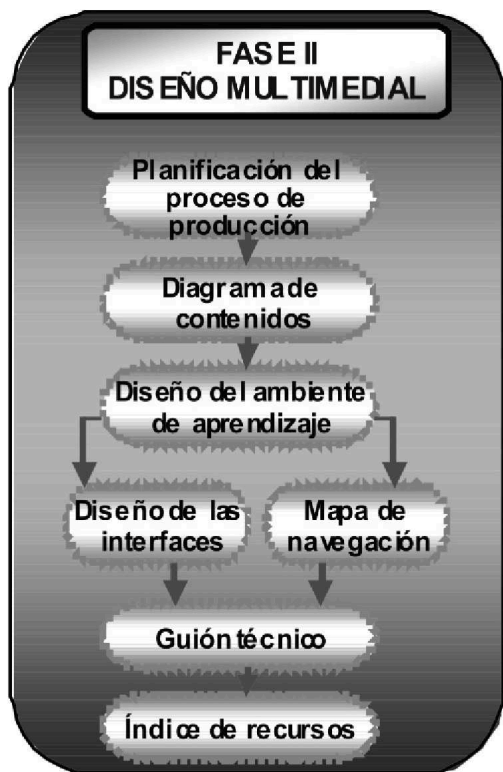 FASE II
DISEÑO MULTIMEDIAL
Planificación del
proceso de
producción
Diagrama de
contenidos
Diseño del ambiente
de aprendizaje
Diseño de las
interfaces
Mapa de
navegación
Guión técnico
Índice de recursos